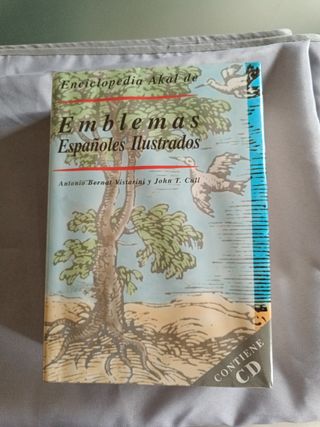 Enciclopedia Akal de
Emblemas
Españoles Ilustrados
Antonio Bernat Vistarini y John T. Cull
CONTIENE
CD